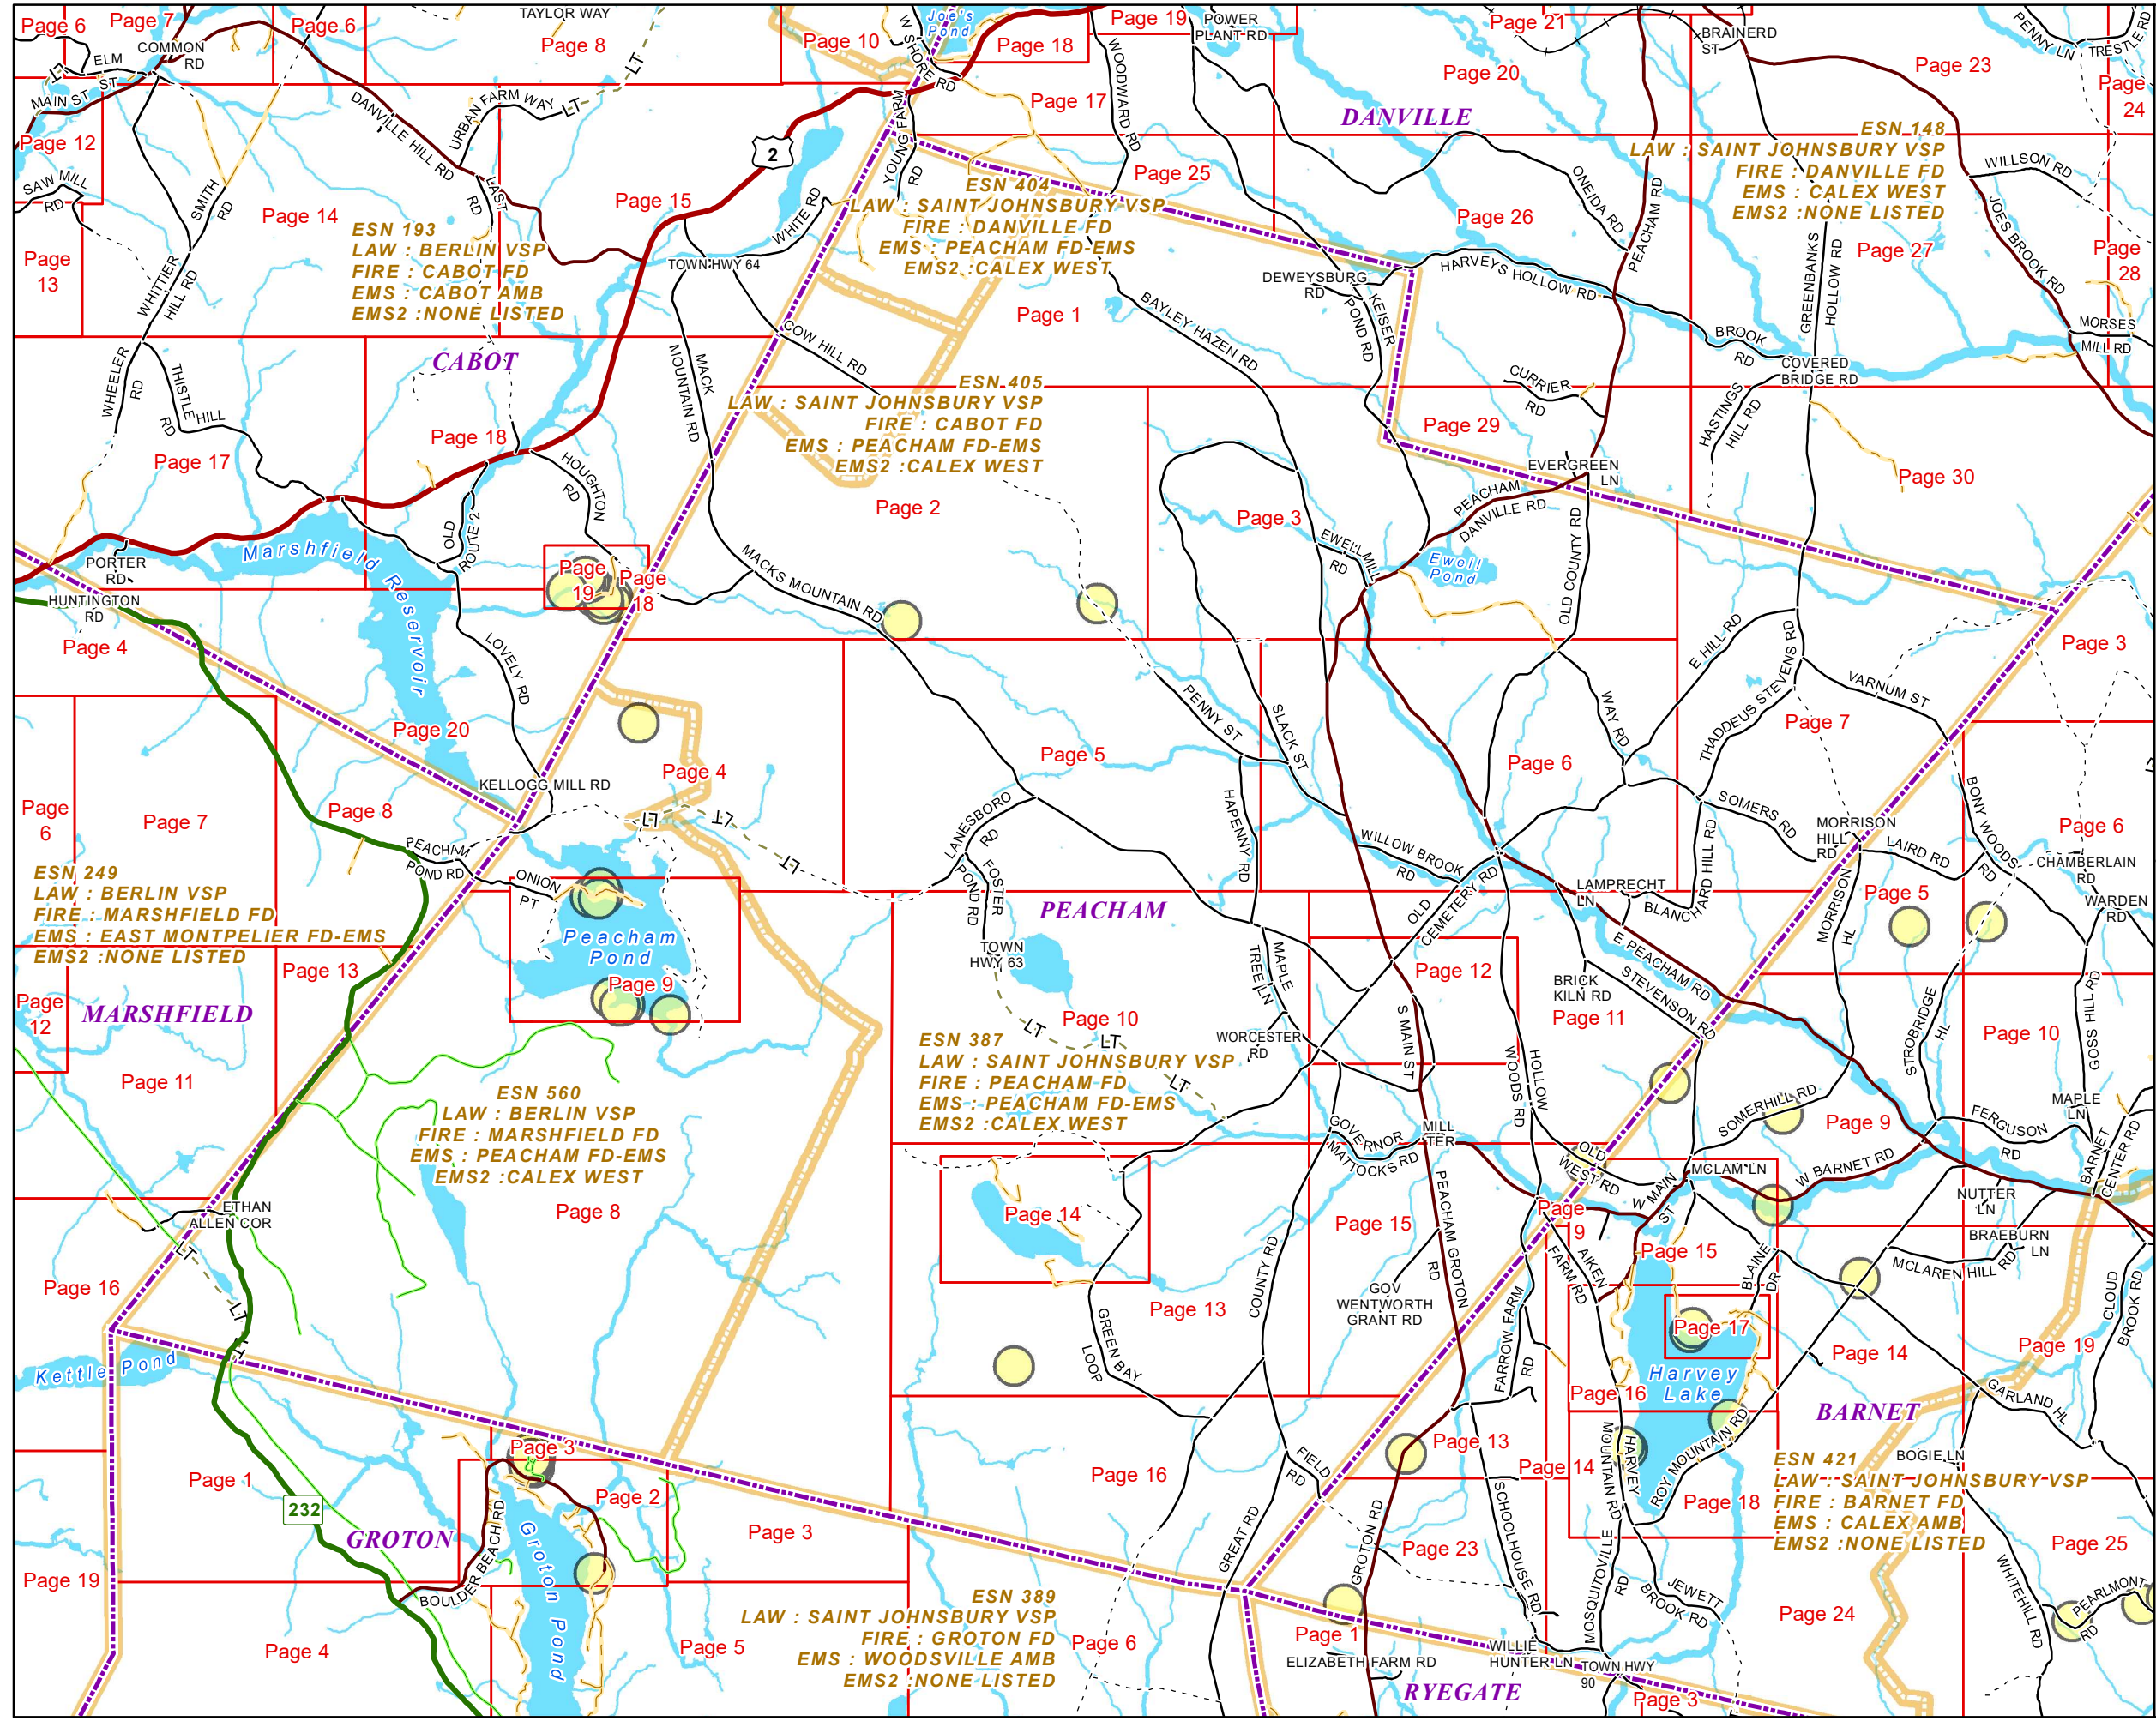 Page 6
Page 7
Page 6
TAYLOR WAY
Page 8
Page 10
W SHORE RD
Joe's
Pond
Page 18
Page 19
POWER
PLANT RD
Page 21
BRAINERD
ST
PENNY LN
TRESTLE RD
COMMON
RD
ELM
ST
LT
MAIN ST
LT
Page 20
Page 23
Page
24
DANVILLE HILL RD
URBAN FARM WAY
LT
YOUNG FARM
RD
Page 17
WOODWARD RD
DANVILLE
Page 12
2
ESN 148
LAW : SAINT JOHNSBURY VSP
FIRE : DANVILLE FD
EMS : CALEX WEST
EMS2 :NONE LISTED
WILLSON RD
SAW MILL
RD
SMITH
RD
LAST
RD
Page 15
WHITE RD
ESN 404
LAW : SAINT JOHNSBURY VSP
FIRE : DANVILLE FD
EMS : PEACHAM FD-EMS
EMS2 :CALEX WEST
Page 25
ONEIDA RD
PEACHAM RD
JOES BROOK RD
Page 14
Page 26
Page 27
ESN 193
LAW : BERLIN VSP
FIRE : CABOT FD
EMS : CABOT AMB
EMS2 :NONE LISTED
Page
13
Page
28
WHITTIER
HILL RD
TOWN HWY 64
DEWEYSBURG
RD
HARVEYS HOLLOW RD
GREENBANKS
HOLLOW RD
Page 1
KEISER
POND RD
BAYLEY HAZEN RD
COW HILL RD
BROOK
RD
MORSES
MILL RD
COVERED
BRIDGE RD
CABOT
WHEELER
RD
THISTLE
HILL
RD
MACK
MOUNTAIN RD
CURRIER
RD
HASTINGS
HILL RD
ESN 405
LAW : SAINT JOHNSBURY VSP
FIRE : CABOT FD
EMS : PEACHAM FD-EMS
EMS2 :CALEX WEST
Page 18
Page 29
Page 17
HOUGHTON
RD
EVERGREEN
LN
Page 30
PEACHAM
DANVILLE RD
Page 2
Page 3
OLD
ROUTE 2
Marshfield Reservoir
EWELL MILL
RD
Ewell
Pond
OLD COUNTY RD
PORTER
RD
Page
19
Page
18
MACKS MOUNTAIN RD
HUNTINGTON
RD
Page 4
LOVELY RD
E HILL RD
Page 3
THADDEUS STEVENS RD
VARNUM ST
PENNY ST
SLACK ST
WAY RD
Page 20
Page 7
Page 5
Page 6
Page 4
KELLOGG MILL RD
LT
LT
LT
Page
6
Page 7
Page 8
HAPENNY RD
LANESBORO
RD
BONY WOODS
RD
SOMERS RD
MORRISON
HILL
RD
LAIRD RD
Page 6
WILLOW BROOK
RD
PEACHAM
POND RD
FOSTER
POND RD
CHAMBERLAIN
RD
BLANCHARD HILL RD
LAMPRECHT
LN
ESN 249
LAW : BERLIN VSP
FIRE : MARSHFIELD FD
EMS : EAST MONTPELIER FD-EMS
EMS2 :NONE LISTED
ONION
PT
OLD
CEMETERY RD
Page 5
WARDEN
RD
PEACHAM
MORRISON
HL
Peacham
Pond
TOWN
HWY 63
MAPLE
TREE LN
E PEACHAM RD
Page 13
Page 9
Page 12
BRICK
KILN RD
STEVENSON RD
Page
12
MARSHFIELD
LT
Page 10
LT
Page 11
STROBRIDGE
HL
Page 10
GOSS HILL RD
ESN 387
LAW : SAINT JOHNSBURY VSP
FIRE : PEACHAM FD
EMS : PEACHAM FD-EMS
EMS2 :CALEX WEST
LT
WORCESTER
RD
S MAIN ST
HOLLOW
WOODS RD
Page 11
ESN 560
LAW : BERLIN VSP
FIRE : MARSHFIELD FD
EMS : PEACHAM FD-EMS
EMS2 :CALEX WEST
SOMERHILL RD
Page 9
FERGUSON
RD
MAPLE
LN
GOVERNOR
MATTOCKS RD
MILL
TER
OLD
WEST RD
MCLAM LN
W BARNET RD
BARNET
CENTER RD
Page 8
Page 14
W MAIN
ST
NUTTER
LN
ETHAN
ALLEN COR
LT
Page 15
PEACHAM GROTON
RD
Page
9
Page 15
BRAEBURN
LN
MCLAREN HILL RD
AIKEN
FARM RD
BLAINE
DR
Page 16
LT
LT
COUNTY RD
GOV
WENTWORTH
GRANT RD
Page 13
CLOUD
BROOK RD
GREEN BAY
LOOP
FARROW FARM
RD
Page 17
Page 14
Page 19
Kettle Pond
Harvey
Lake
Page 16
GARLAND HL
BARNET
Page 3
Page 13
HARVEY
MOUNTAIN RD
ROY MOUNTAIN RD
BOGIE LN
Page 1
FIELD
RD
Page 16
Page 14
ESN 421
LAW : SAINT JOHNSBURY VSP
FIRE : BARNET FD
EMS : CALEX AMB
EMS2 :NONE LISTED
232
Page 2
Page 18
GROTON
Page 3
BOULDER BEACH RD
Groton Pond
GREAT RD
GROTON RD
Page 23
SCHOOLHOUSE RD
Page 25
Page 19
WHITEHILL RD
PEARLMONT
RD
JEWETT
BROOK RD
MOSQUITOVILLE
RD
Page 24
ESN 389
LAW : SAINT JOHNSBURY VSP
FIRE : GROTON FD
EMS : WOODSVILLE AMB
EMS2 :NONE LISTED
Page 4
Page 5
Page 6
Page 1
ELIZABETH FARM RD
WILLIE
HUNTER LN
TOWN HWY
90
RYEGATE
Page 3